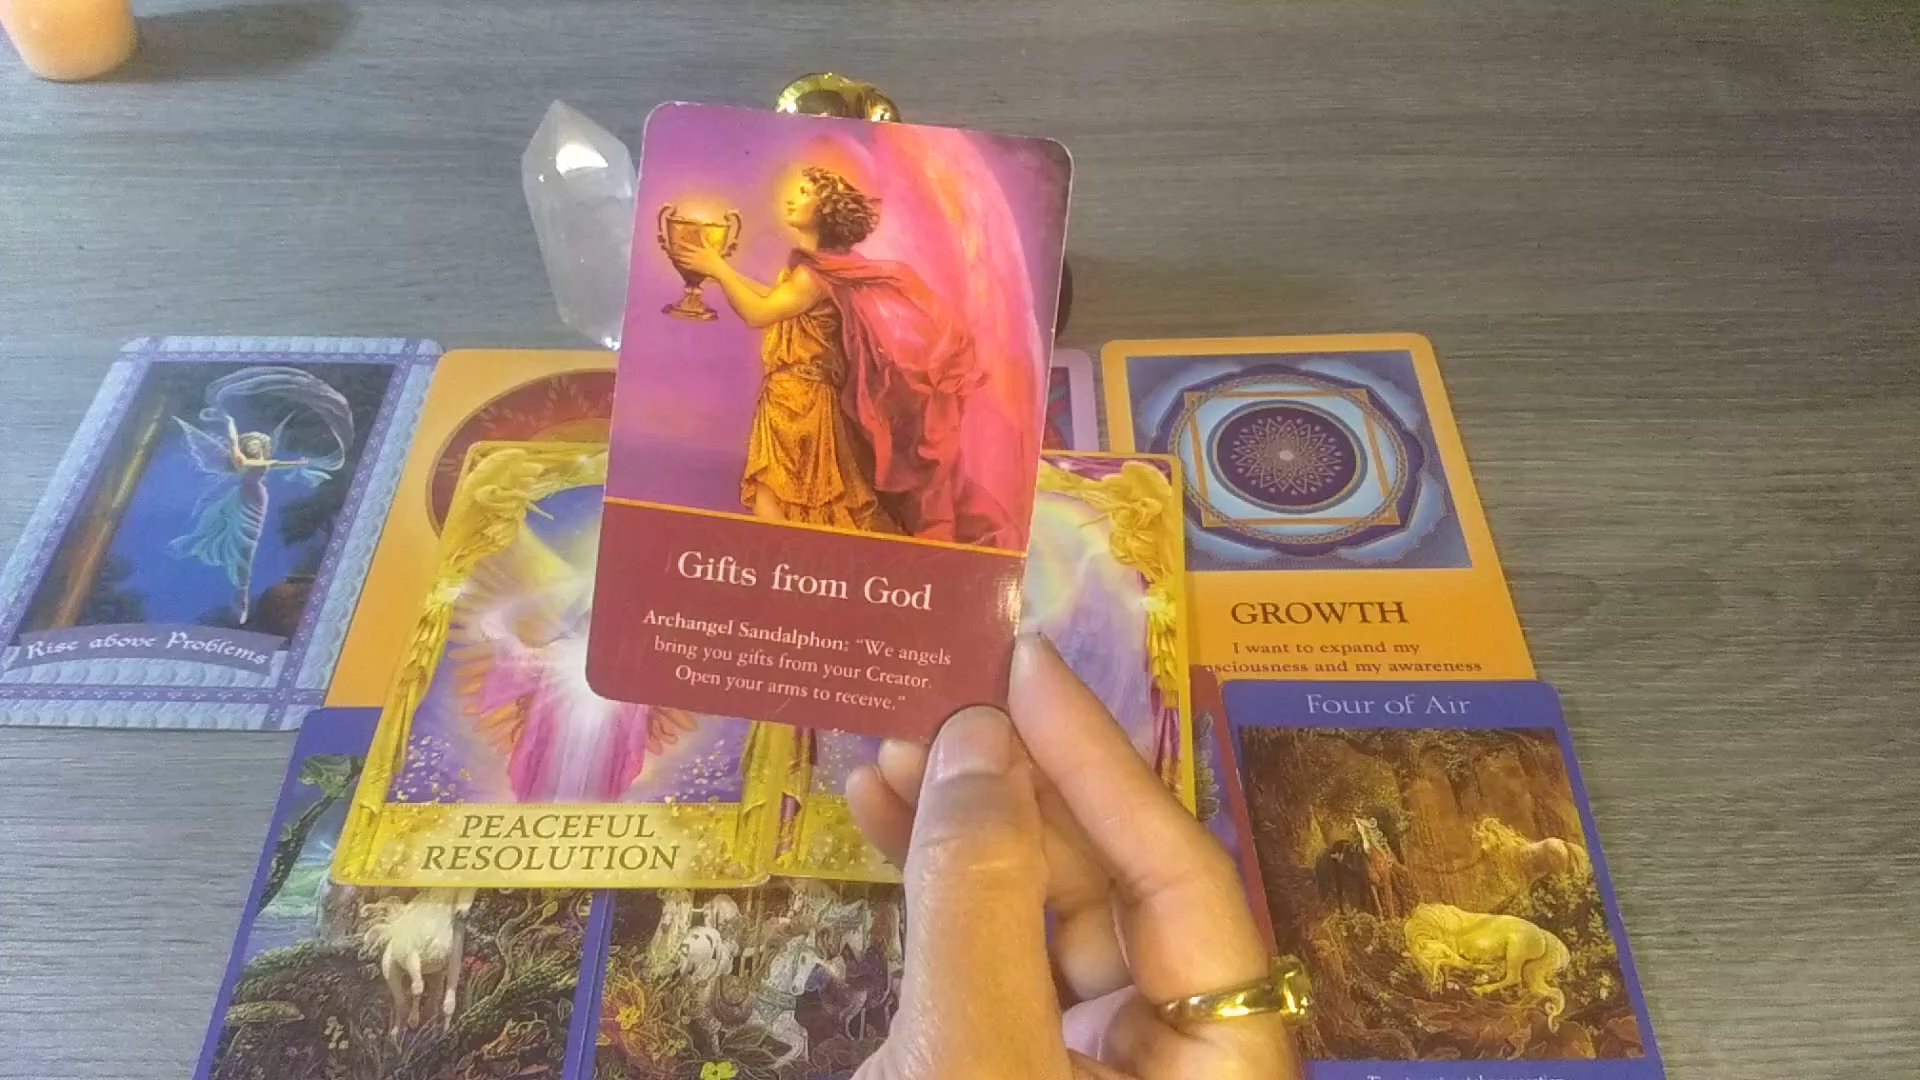 Gifts from God
Archangel Sandalphon: "We angels
bring you gifts from your Creator.
Open your arms to receive."
Rise above Problems
PEACEFUL
RESOLUTION
GROWTH
I want to expand my
and my awareness
Four of Air